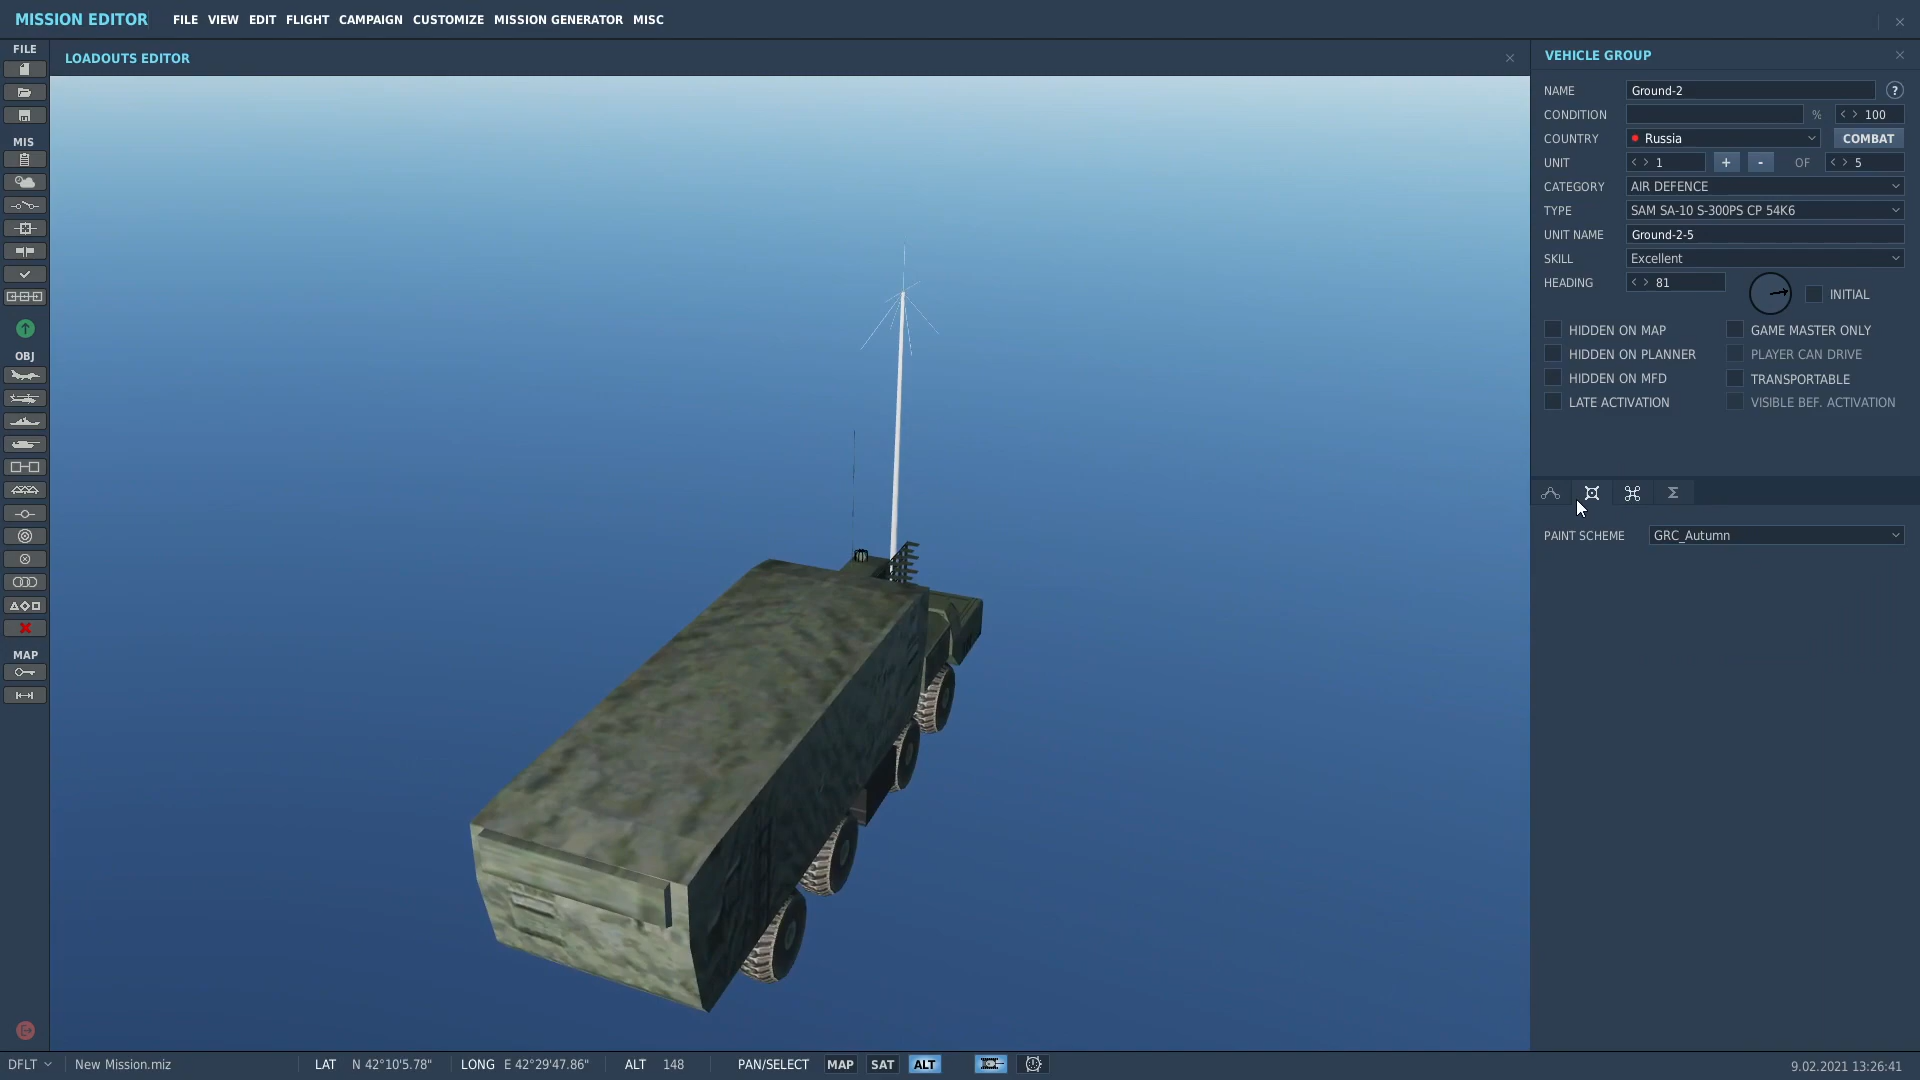 MISSION EDITOR FILE VIEW EDIT FLIGHT CAMPAIGN CUSTOMIZE MISSION GENERATOR MISC
FILE
LOADOUTS EDITOR
VEHICLE GROUP
NAME Ground-2 ?
CONDITION % < > 100
COUNTRY Russia COMBAT
UNIT < > 1 + - OF < > 5
CATEGORY AIR DEFENCE
TYPE SAM SA-10 S-300PS CP 54K6
UNIT NAME Ground-2-5
SKILL Excellent
HEADING < > 81 INITIAL
HIDDEN ON MAP GAME MASTER ONLY
HIDDEN ON PLANNER PLAYER CAN DRIVE
HIDDEN ON MFD TRANSPORTABLE
LATE ACTIVATION VISIBLE BEF. ACTIVATION
PAINT SCHEME GRC_Autumn
MIS
OBJ
MAP
DFLT New Mission.miz LAT N 42°10'5.78" LONG E 42°29'47.86" ALT 148 PAN/SELECT MAP SAT ALT 9.02.2021 13:26:41